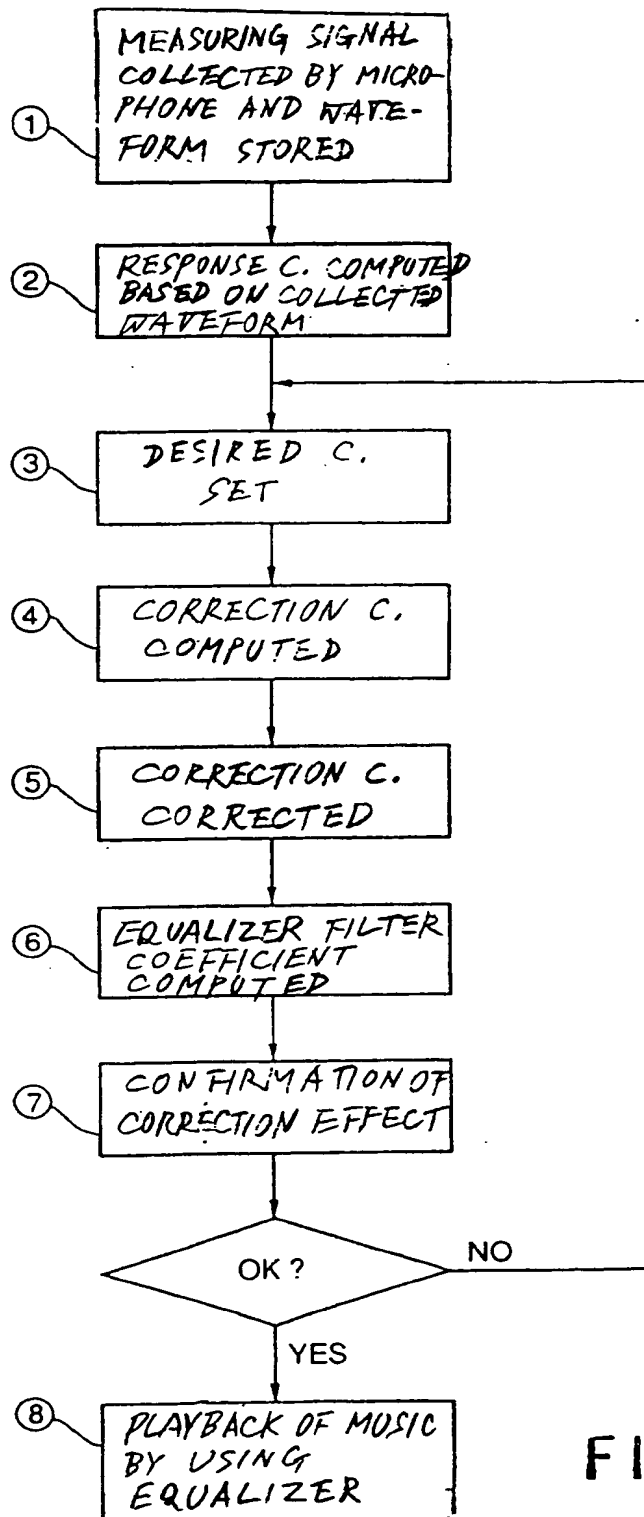 ① MEASURING SIGNAL
COLLECTED BY MICRO-
PHONE AND WAVE-
FORM STORED
② RESPONSE C. COMPUTED
BASED ON COLLECTED
WAVEFORM
③ DESIRED C.
SET
④ CORRECTION C.
COMPUTED
⑤ CORRECTION C.
CORRECTED
⑥ EQUALIZER FILTER
COEFFICIENT
COMPUTED
⑦ CONFIRMATION OF
CORRECTION EFFECT
OK ?
NO
YES
⑧ PLAYBACK OF MUSIC
BY USING
EQUALIZER
FI